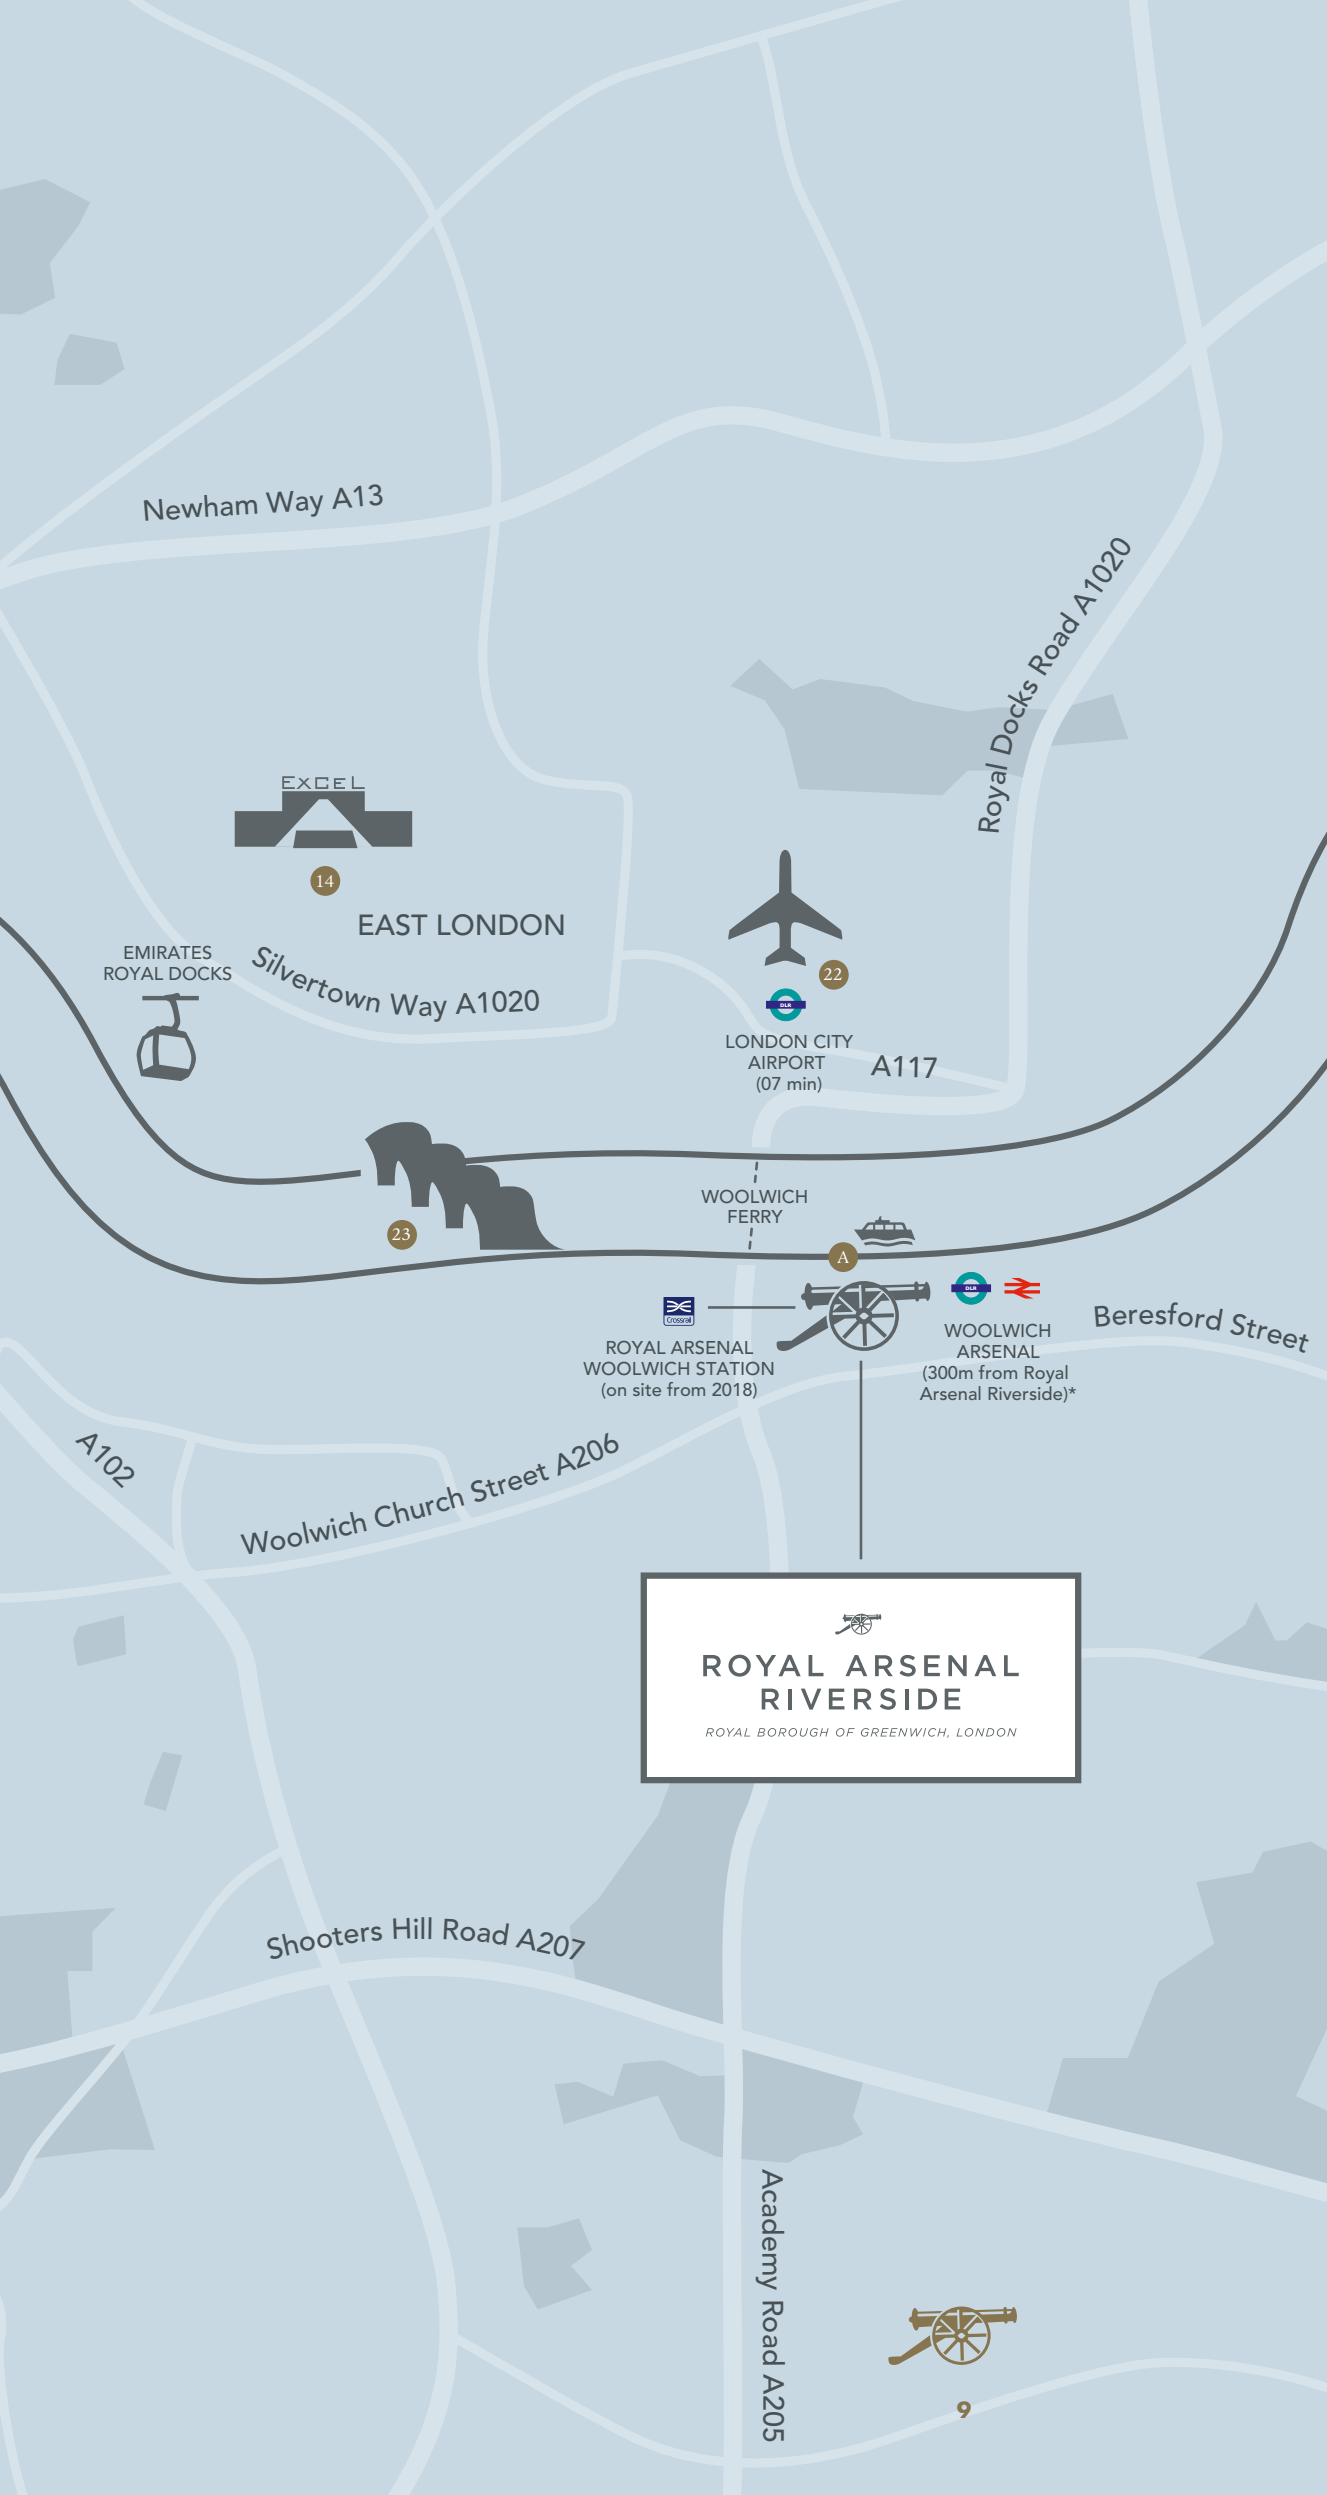 Newham Way A13
Royal Docks Road A1020
EXCEL
14
EAST LONDON
EMIRATES
ROYAL DOCKS
Silvertown Way A1020
22
DLR
LONDON CITY
AIRPORT
(07 min)
A117
WOOLWICH
FERRY
23
A
Crossrail
ROYAL ARSENAL
WOOLWICH STATION
(on site from 2018)
DLR
WOOLWICH
ARSENAL
(300m from Royal
Arsenal Riverside)*
Beresford Street
A102
Woolwich Church Street A206
ROYAL ARSENAL
RIVERSIDE
ROYAL BOROUGH OF GREENWICH, LONDON
Shooters Hill Road A207
Academy Road A205
9